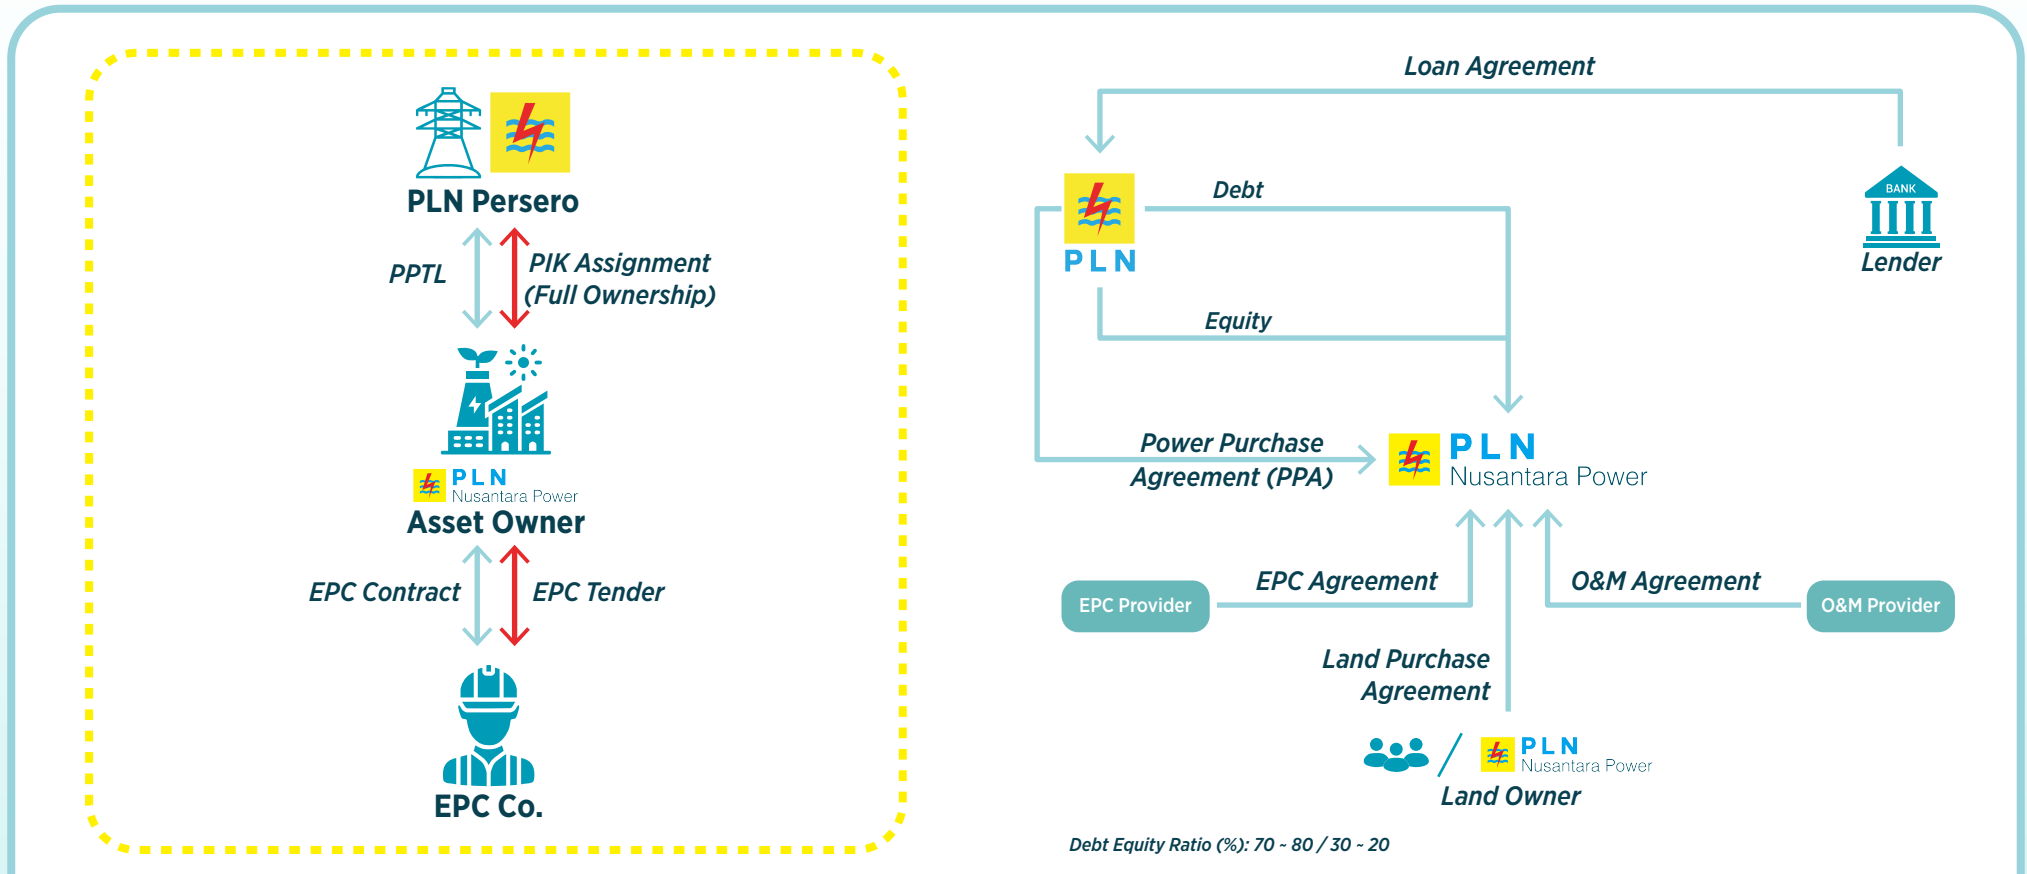 PLN Persero
PPTL
PIK Assignment
(Full Ownership)
PLN
Nusantara Power
Asset Owner
EPC Contract
EPC Tender
EPC Co.
Loan Agreement
BANK
Lender
PLN
Debt
Equity
Power Purchase
Agreement (PPA)
PLN
Nusantara Power
EPC Provider
EPC Agreement
O&M Agreement
O&M Provider
Land Purchase
Agreement
PLN
Nusantara Power
Land Owner
Debt Equity Ratio (%): 70 ~ 80 / 30 ~ 20